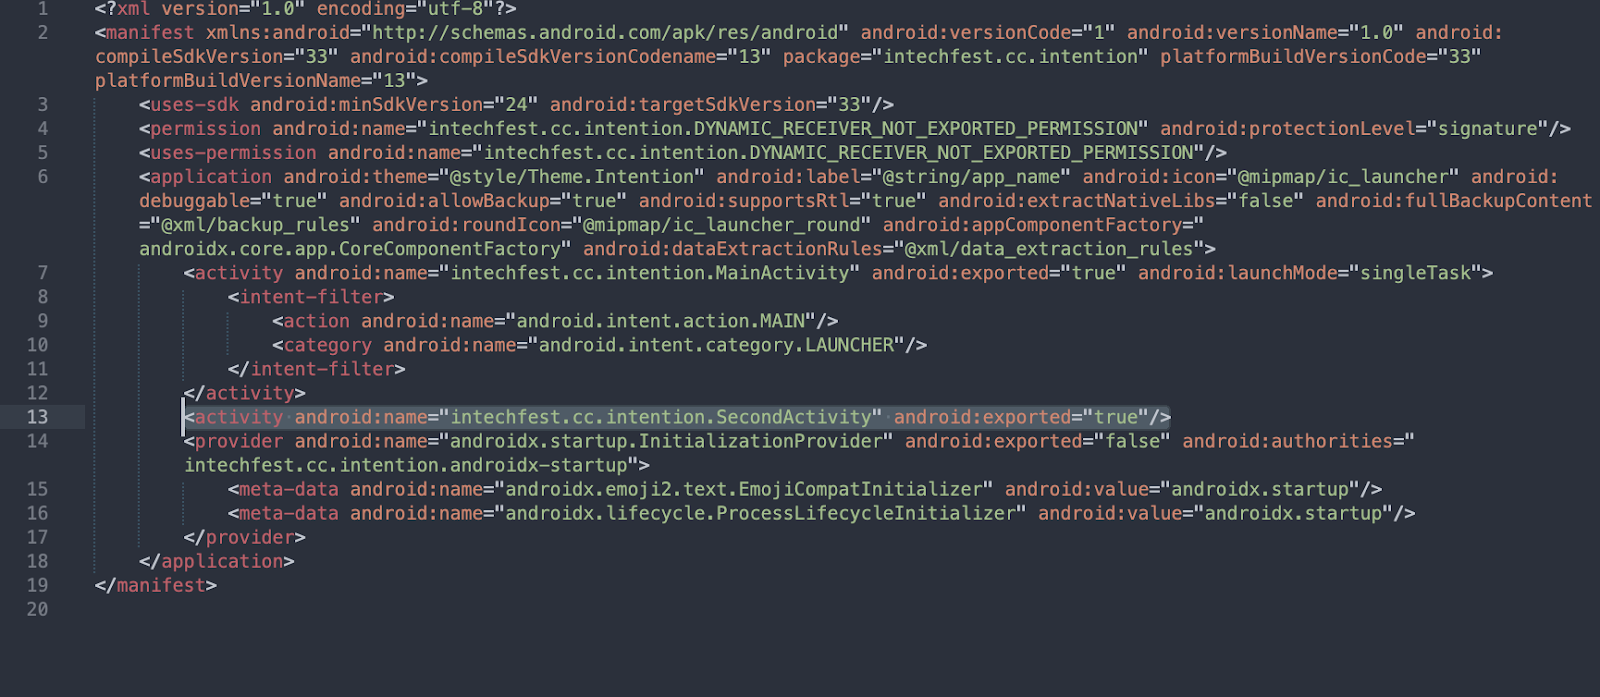 1 <?xml version="1.0" encoding="utf-8"?>
2 <manifest xmlns:android="http://schemas.android.com/apk/res/android" android:versionCode="1" android:versionName="1.0" android:
compileSdkVersion="33" android:compileSdkVersionCodename="13" package="intechfest.cc.intention" platformBuildVersionCode="33"
platformBuildVersionName="13">
3 <uses-sdk android:minSdkVersion="24" android:targetSdkVersion="33"/>
4 <permission android:name="intechfest.cc.intention.DYNAMIC_RECEIVER_NOT_EXPORTED_PERMISSION" android:protectionLevel="signature"/>
5 <uses-permission android:name="intechfest.cc.intention.DYNAMIC_RECEIVER_NOT_EXPORTED_PERMISSION"/>
6 <application android:theme="@style/Theme.Intention" android:label="@string/app_name" android:icon="@mipmap/ic_launcher" android:
debuggable="true" android:allowBackup="true" android:supportsRtl="true" android:extractNativeLibs="false" android:fullBackupContent
="@xml/backup_rules" android:roundIcon="@mipmap/ic_launcher_round" android:appComponentFactory="
androidx.core.app.CoreComponentFactory" android:dataExtractionRules="@xml/data_extraction_rules">
7 <activity android:name="intechfest.cc.intention.MainActivity" android:exported="true" android:launchMode="singleTask">
8 <intent-filter>
9 <action android:name="android.intent.action.MAIN"/>
10 <category android:name="android.intent.category.LAUNCHER"/>
11 </intent-filter>
12 </activity>
13 <activity android:name="intechfest.cc.intention.SecondActivity" android:exported="true"/>
14 <provider android:name="androidx.startup.InitializationProvider" android:exported="false" android:authorities="
intechfest.cc.intention.androidx-startup">
15 <meta-data android:name="androidx.emoji2.text.EmojiCompatInitializer" android:value="androidx.startup"/>
16 <meta-data android:name="androidx.lifecycle.ProcessLifecycleInitializer" android:value="androidx.startup"/>
17 </provider>
18 </application>
19 </manifest>
20